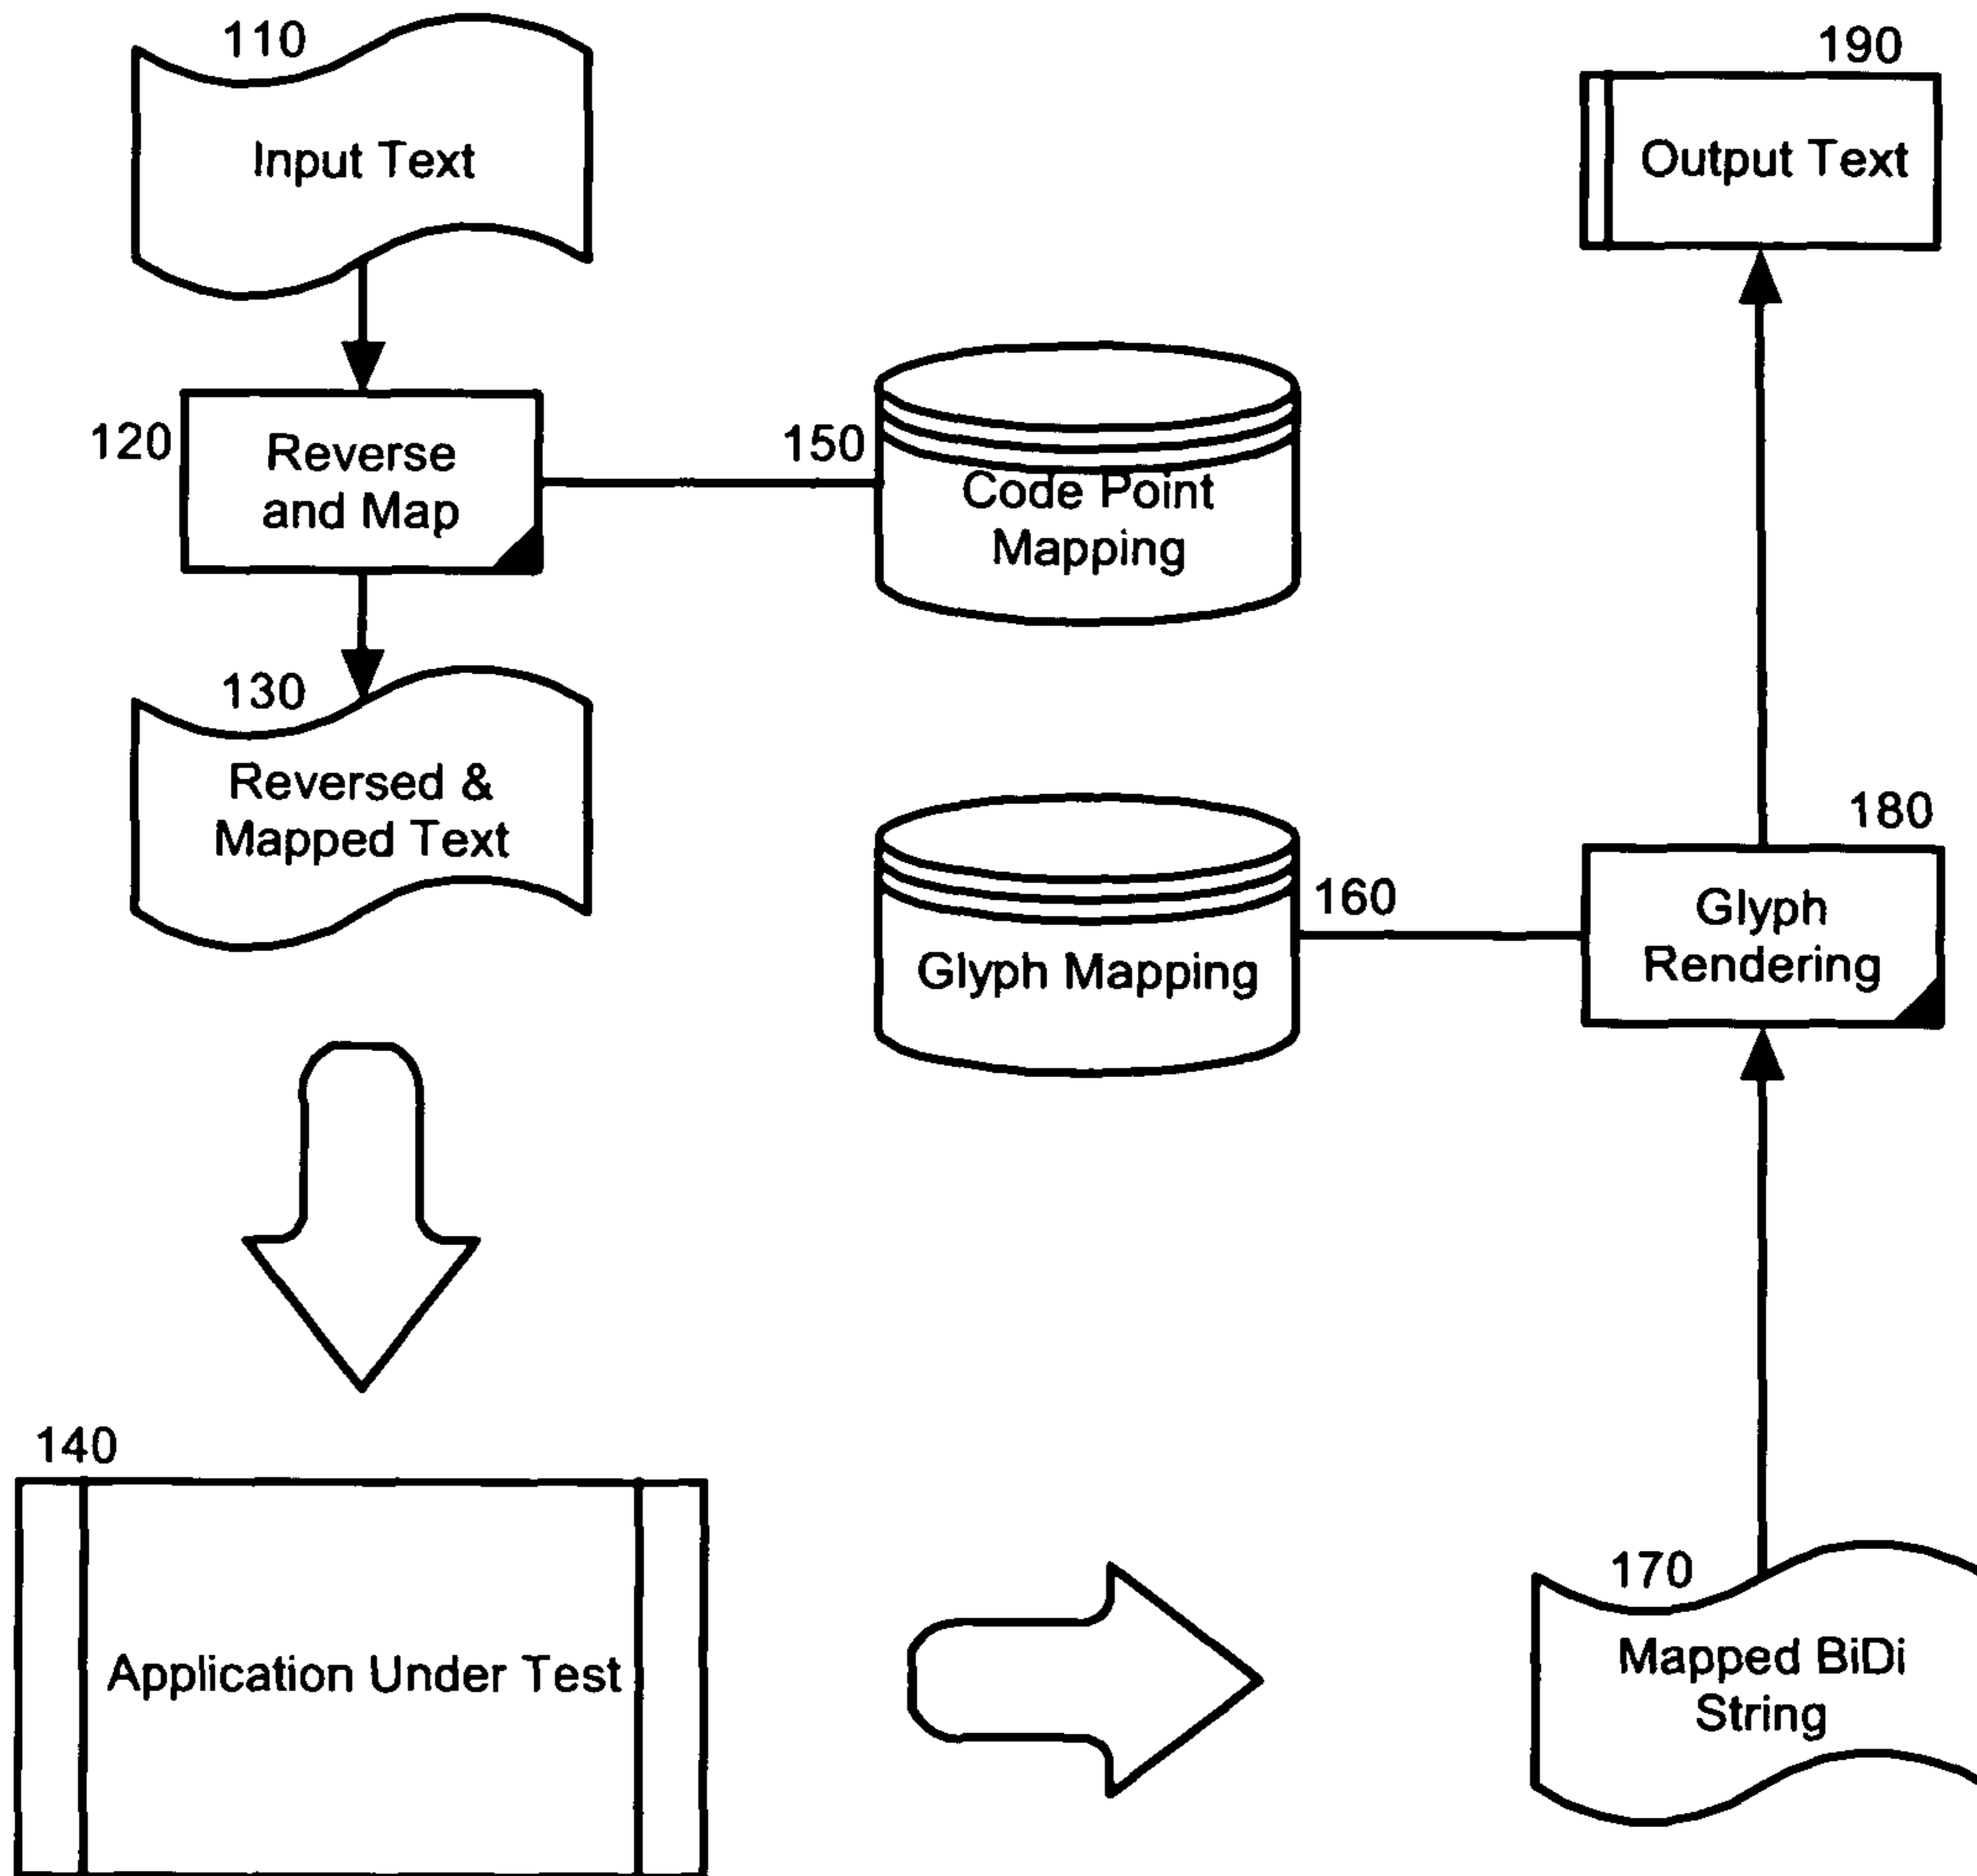 110
Input Text
120
Reverse
and Map
130
Reversed &
Mapped Text
140
Application Under Test
150
Code Point
Mapping
160
Glyph Mapping
170
Mapped BiDi
String
180
Glyph
Rendering
190
Output Text